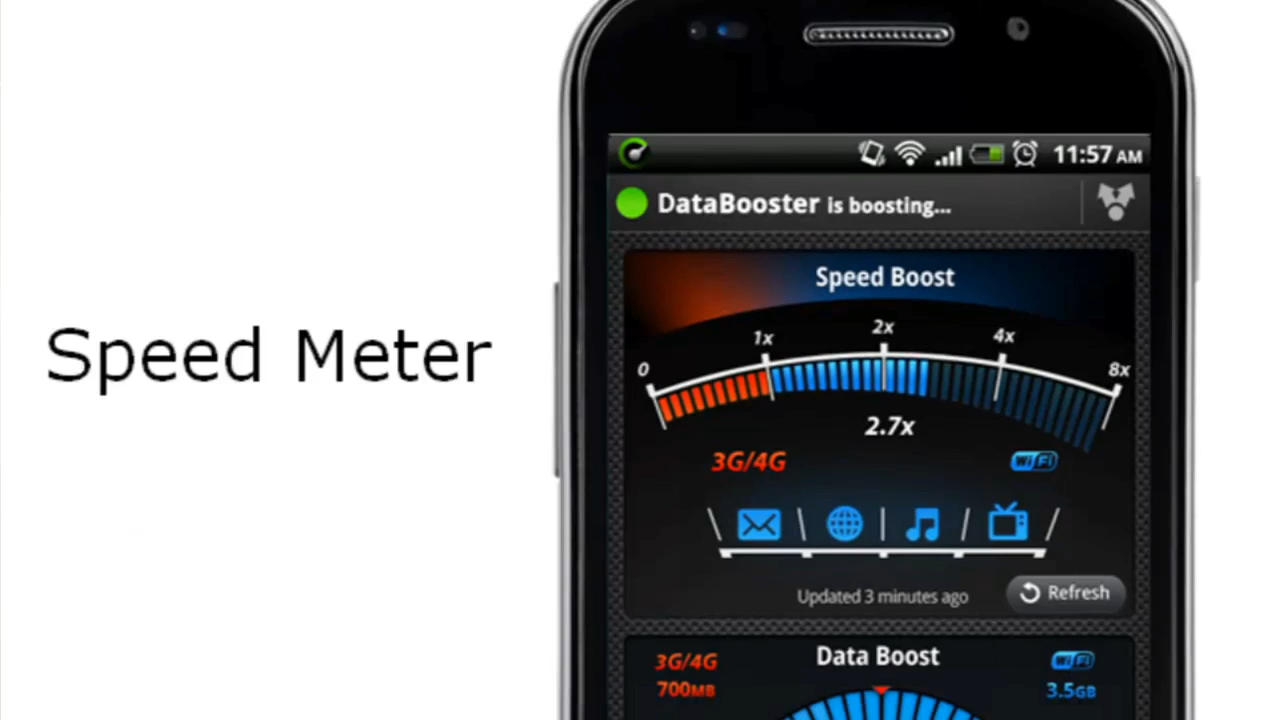 Speed Meter
11:57 AM
DataBooster is boosting...
Speed Boost
0 1x 2x 4x 8x
2.7x
3G/4G WiFi
Updated 3 minutes ago Refresh
3G/4G Data Boost WiFi
700MB 3.5GB